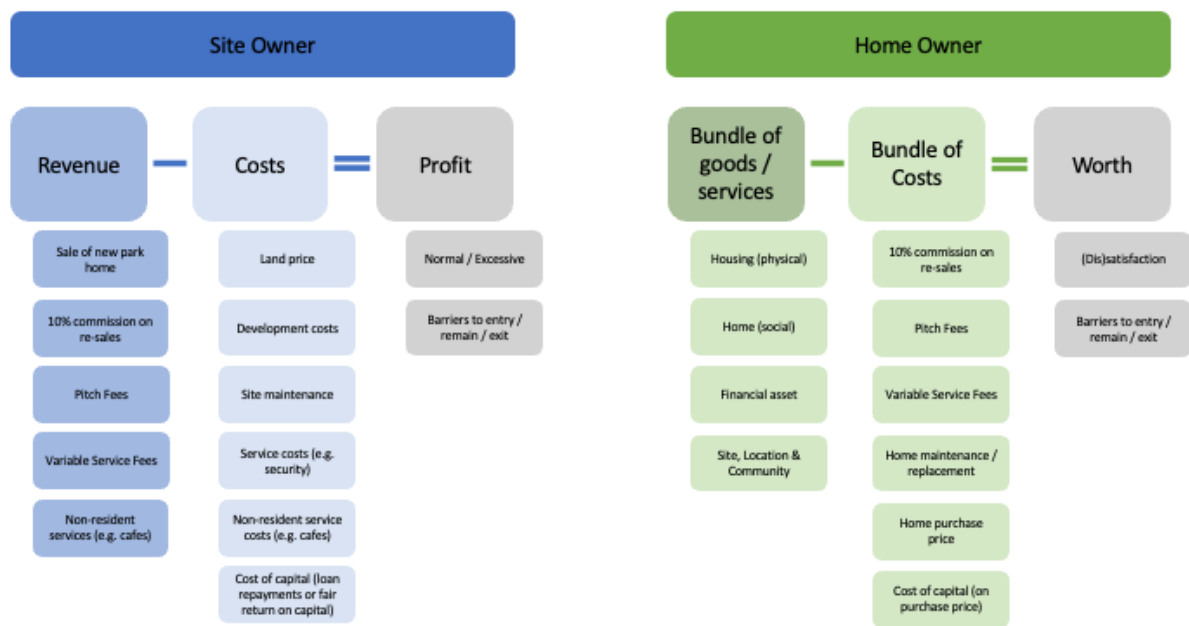 Site Owner
Home Owner
Revenue
Costs
Profit
Bundle of
goods /
services
Bundle of
Costs
Worth
Sale of new park
home
10% commission on
re-sales
Pitch Fees
Variable Service Fees
Non-resident
services (e.g. cafes)
Land price
Development costs
Site maintenance
Service costs (e.g.
security)
Non-resident service
costs (e.g. cafes)
Cost of capital (loan
repayments or fair
return on capital)
Normal / Excessive
Barriers to entry /
remain / exit
Housing (physical)
Home (social)
Financial asset
Site, Location &
Community
10% commission on
re-sales
Pitch Fees
Variable Service Fees
Home maintenance /
replacement
Home purchase
price
Cost of capital (on
purchase price)
(Dis)satisfaction
Barriers to entry /
remain / exit